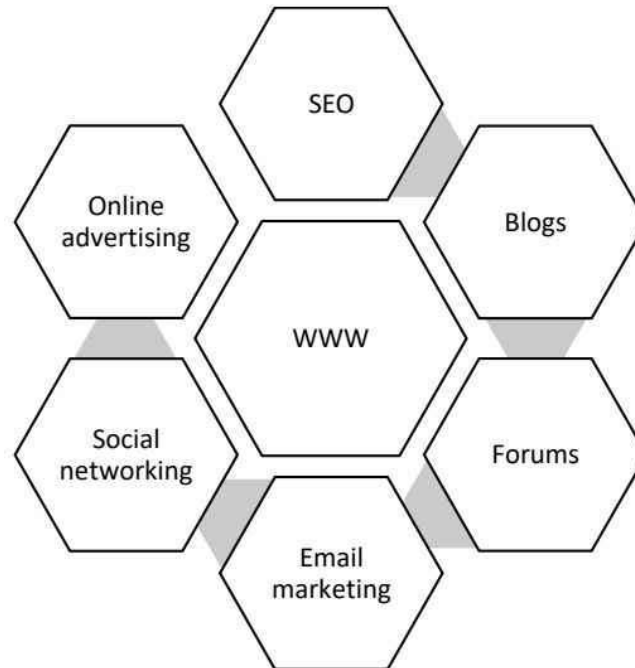 SEO
Online
advertising
Blogs
WWW
Social
networking
Forums
Email
marketing